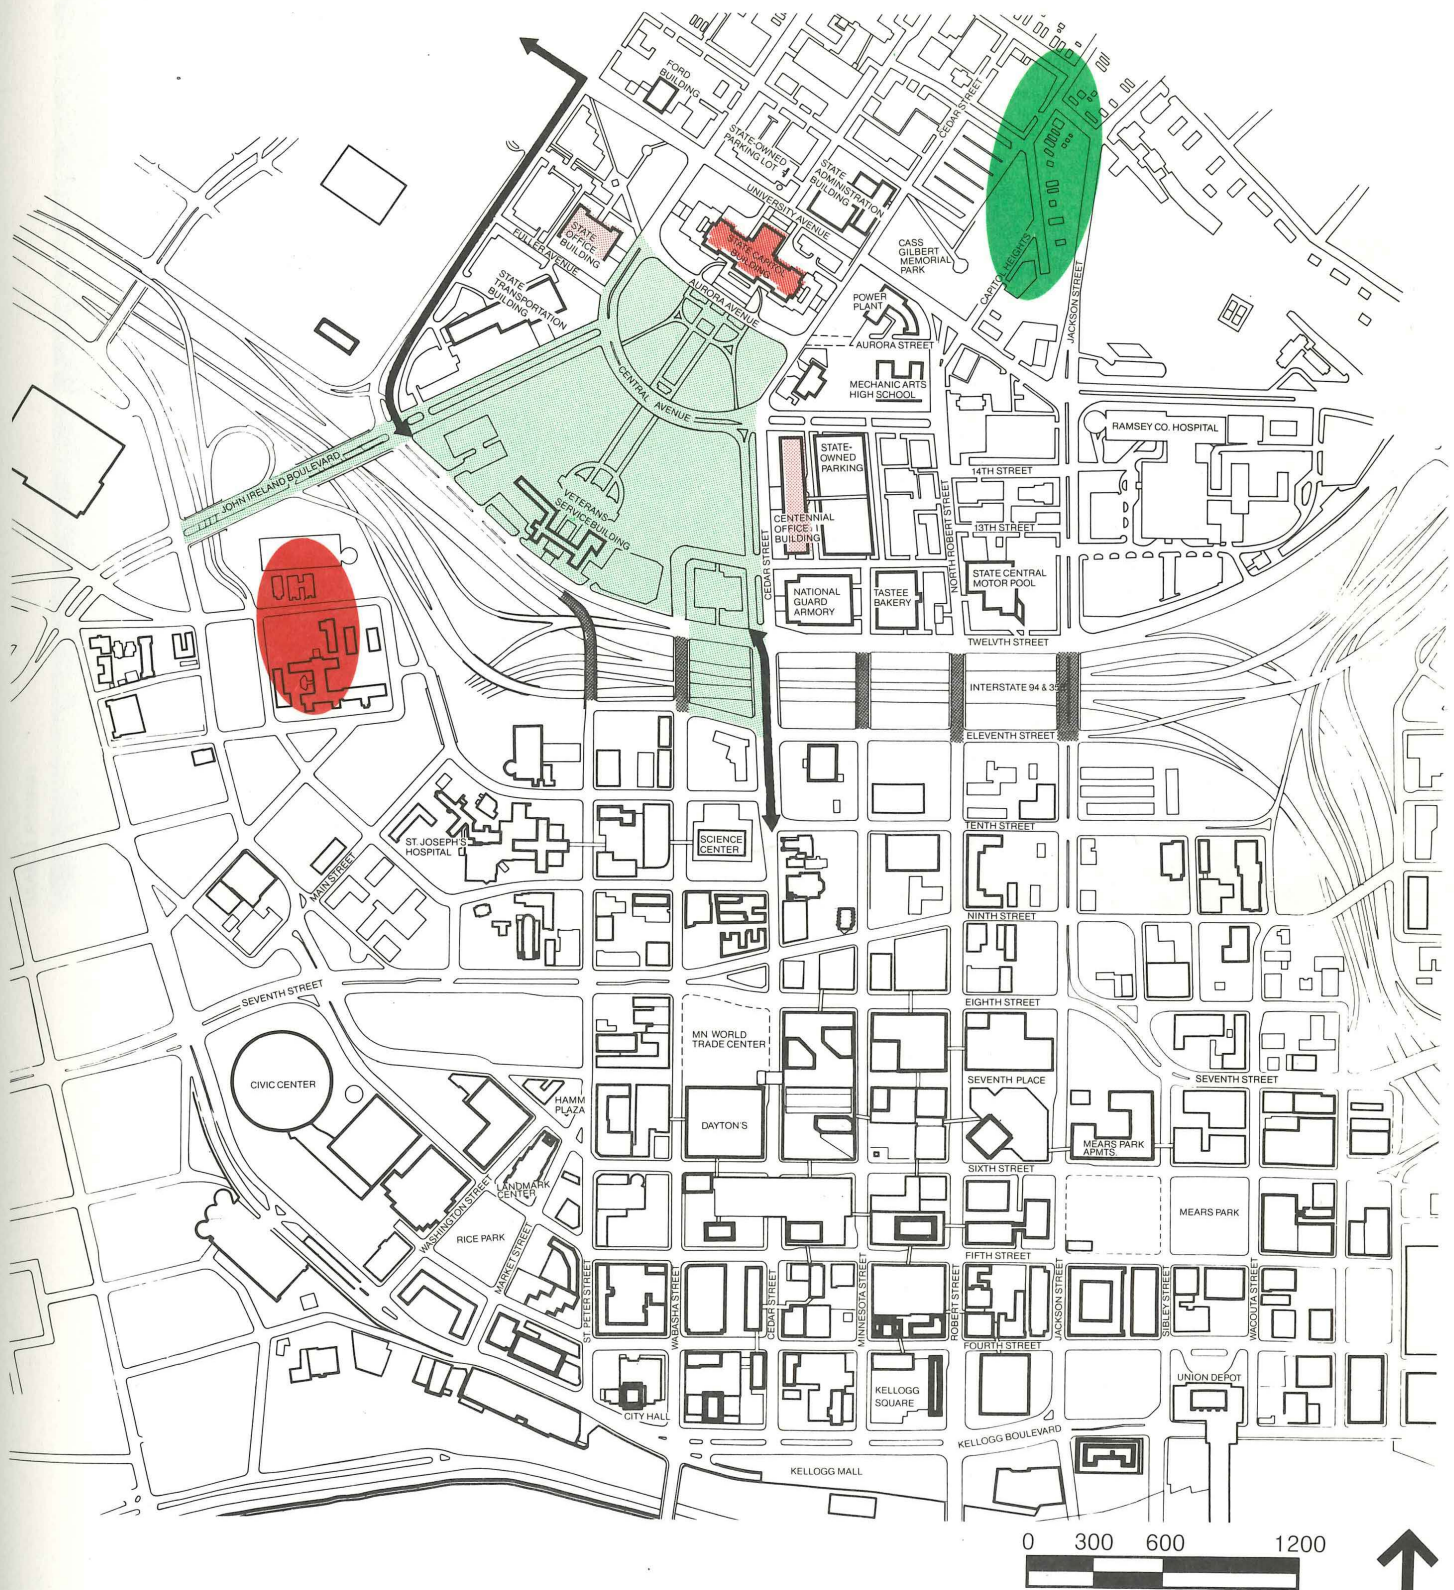 FORD
BUILDING
CEDAR STREET
STATE-OWNED
PARKING LOT
STATE
ADMINISTRATION
BUILDING
UNIVERSITY AVENUE
STATE
OFFICE
BUILDING
FULLER AVENUE
STATE CAPITOL
BUILDING
CASS
GILBERT
MEMORIAL
PARK
CAPITOL HEIGHTS
JACKSON STREET
STATE
TRANSPORTATION
BUILDING
AURORA AVENUE
POWER
PLANT
AURORA STREET
CENTRAL AVENUE
MECHANIC ARTS
HIGH SCHOOL
RAMSEY CO. HOSPITAL
JOHN IRELAND BOULEVARD
STATE-
OWNED
PARKING
14TH STREET
VETERANS
SERVICE BUILDING
CENTENNIAL
OFFICE
BUILDING
13TH STREET
CEDAR STREET
NORTH ROBERT STREET
NATIONAL
GUARD
ARMORY
TASTEE
BAKERY
STATE CENTRAL
MOTOR POOL
TWELVTH STREET
INTERSTATE 94 & 35
ELEVENTH STREET
TENTH STREET
ST. JOSEPH'S
HOSPITAL
SCIENCE
CENTER
MAIN STREET
NINTH STREET
SEVENTH STREET
EIGHTH STREET
MN WORLD
TRADE CENTER
CIVIC CENTER
SEVENTH PLACE
SEVENTH STREET
HAMM
PLAZA
DAYTON'S
MEARS PARK
APMTS.
SIXTH STREET
LANDMARK
CENTER
WASHINGTON STREET
RICE PARK
MARKET STREET
MEARS PARK
FIFTH STREET
ST. PETER STREET
WABASHA STREET
CEDAR STREET
MINNESOTA STREET
ROBERT STREET
JACKSON STREET
SIBLEY STREET
WACOUTA STREET
FOURTH STREET
UNION DEPOT
CITY HALL
KELLOGG
SQUARE
KELLOGG BOULEVARD
KELLOGG MALL
0 300 600 1200